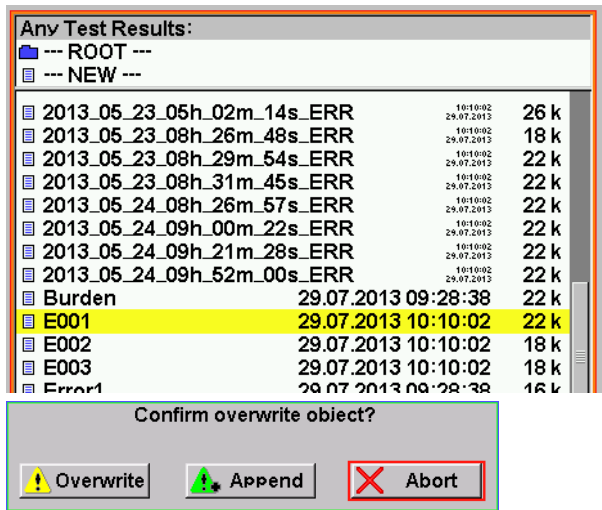 Any Test Results:
--- ROOT ---
--- NEW ---
2013_05_23_05h_02m_14s_ERR 10:10:02 29.07.2013 26 k
2013_05_23_08h_26m_48s_ERR 10:10:02 29.07.2013 18 k
2013_05_23_08h_29m_54s_ERR 10:10:02 29.07.2013 22 k
2013_05_23_08h_31m_45s_ERR 10:10:02 29.07.2013 22 k
2013_05_24_08h_26m_57s_ERR 10:10:02 29.07.2013 22 k
2013_05_24_09h_00m_22s_ERR 10:10:02 29.07.2013 22 k
2013_05_24_09h_21m_28s_ERR 10:10:02 29.07.2013 22 k
2013_05_24_09h_52m_00s_ERR 10:10:02 29.07.2013 22 k
Burden 29.07.2013 09:28:38 22 k
E001 29.07.2013 10:10:02 22 k
E002 29.07.2013 10:10:02 18 k
E003 29.07.2013 10:10:02 18 k
Error1 29.07.2013 09:28:38 16 k
Confirm overwrite object?
Overwrite Append Abort